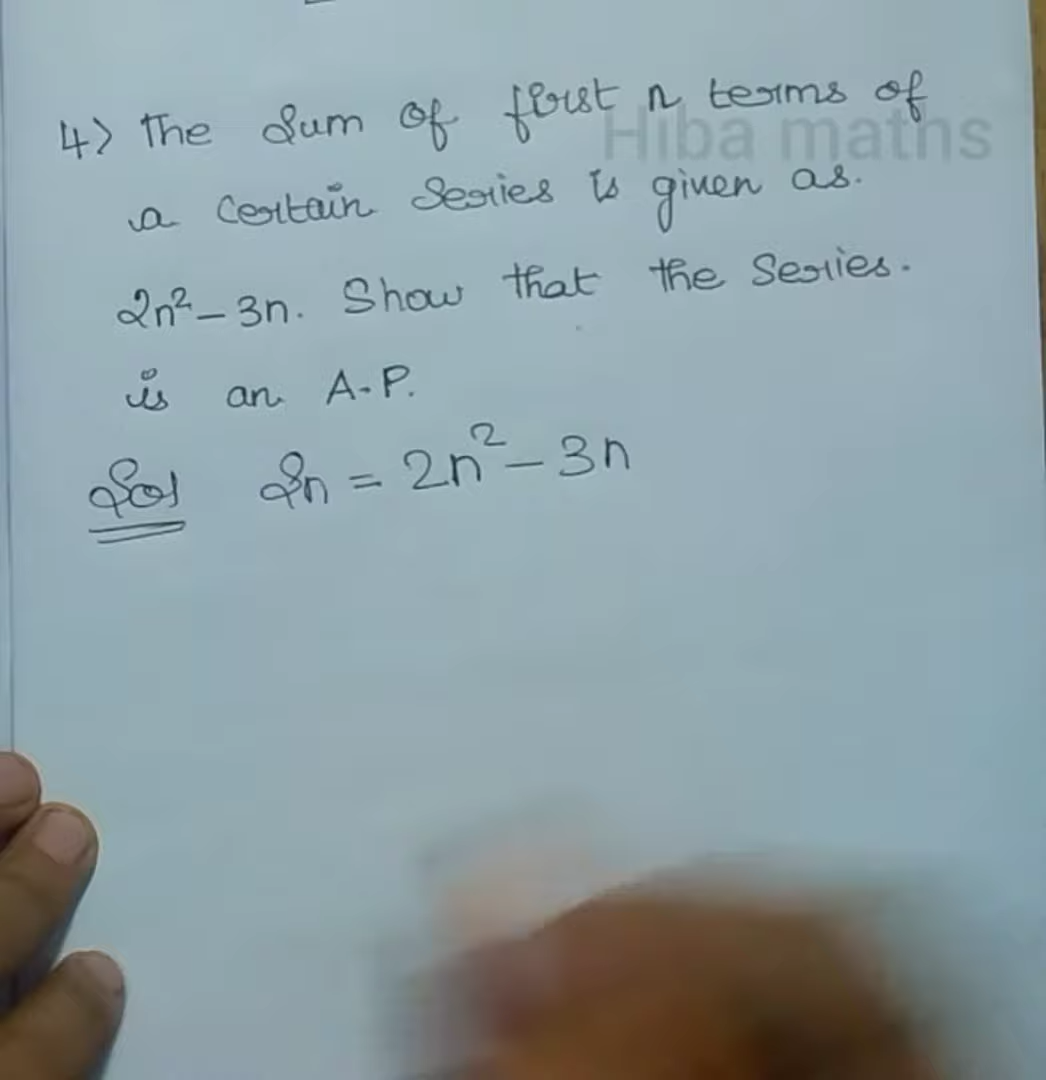 4) The Sum of first n terms of
Hiba maths
a certain Series is given as.
2n² – 3n. Show that the Series.
is an A.P.
Sol Sn = 2n² – 3n